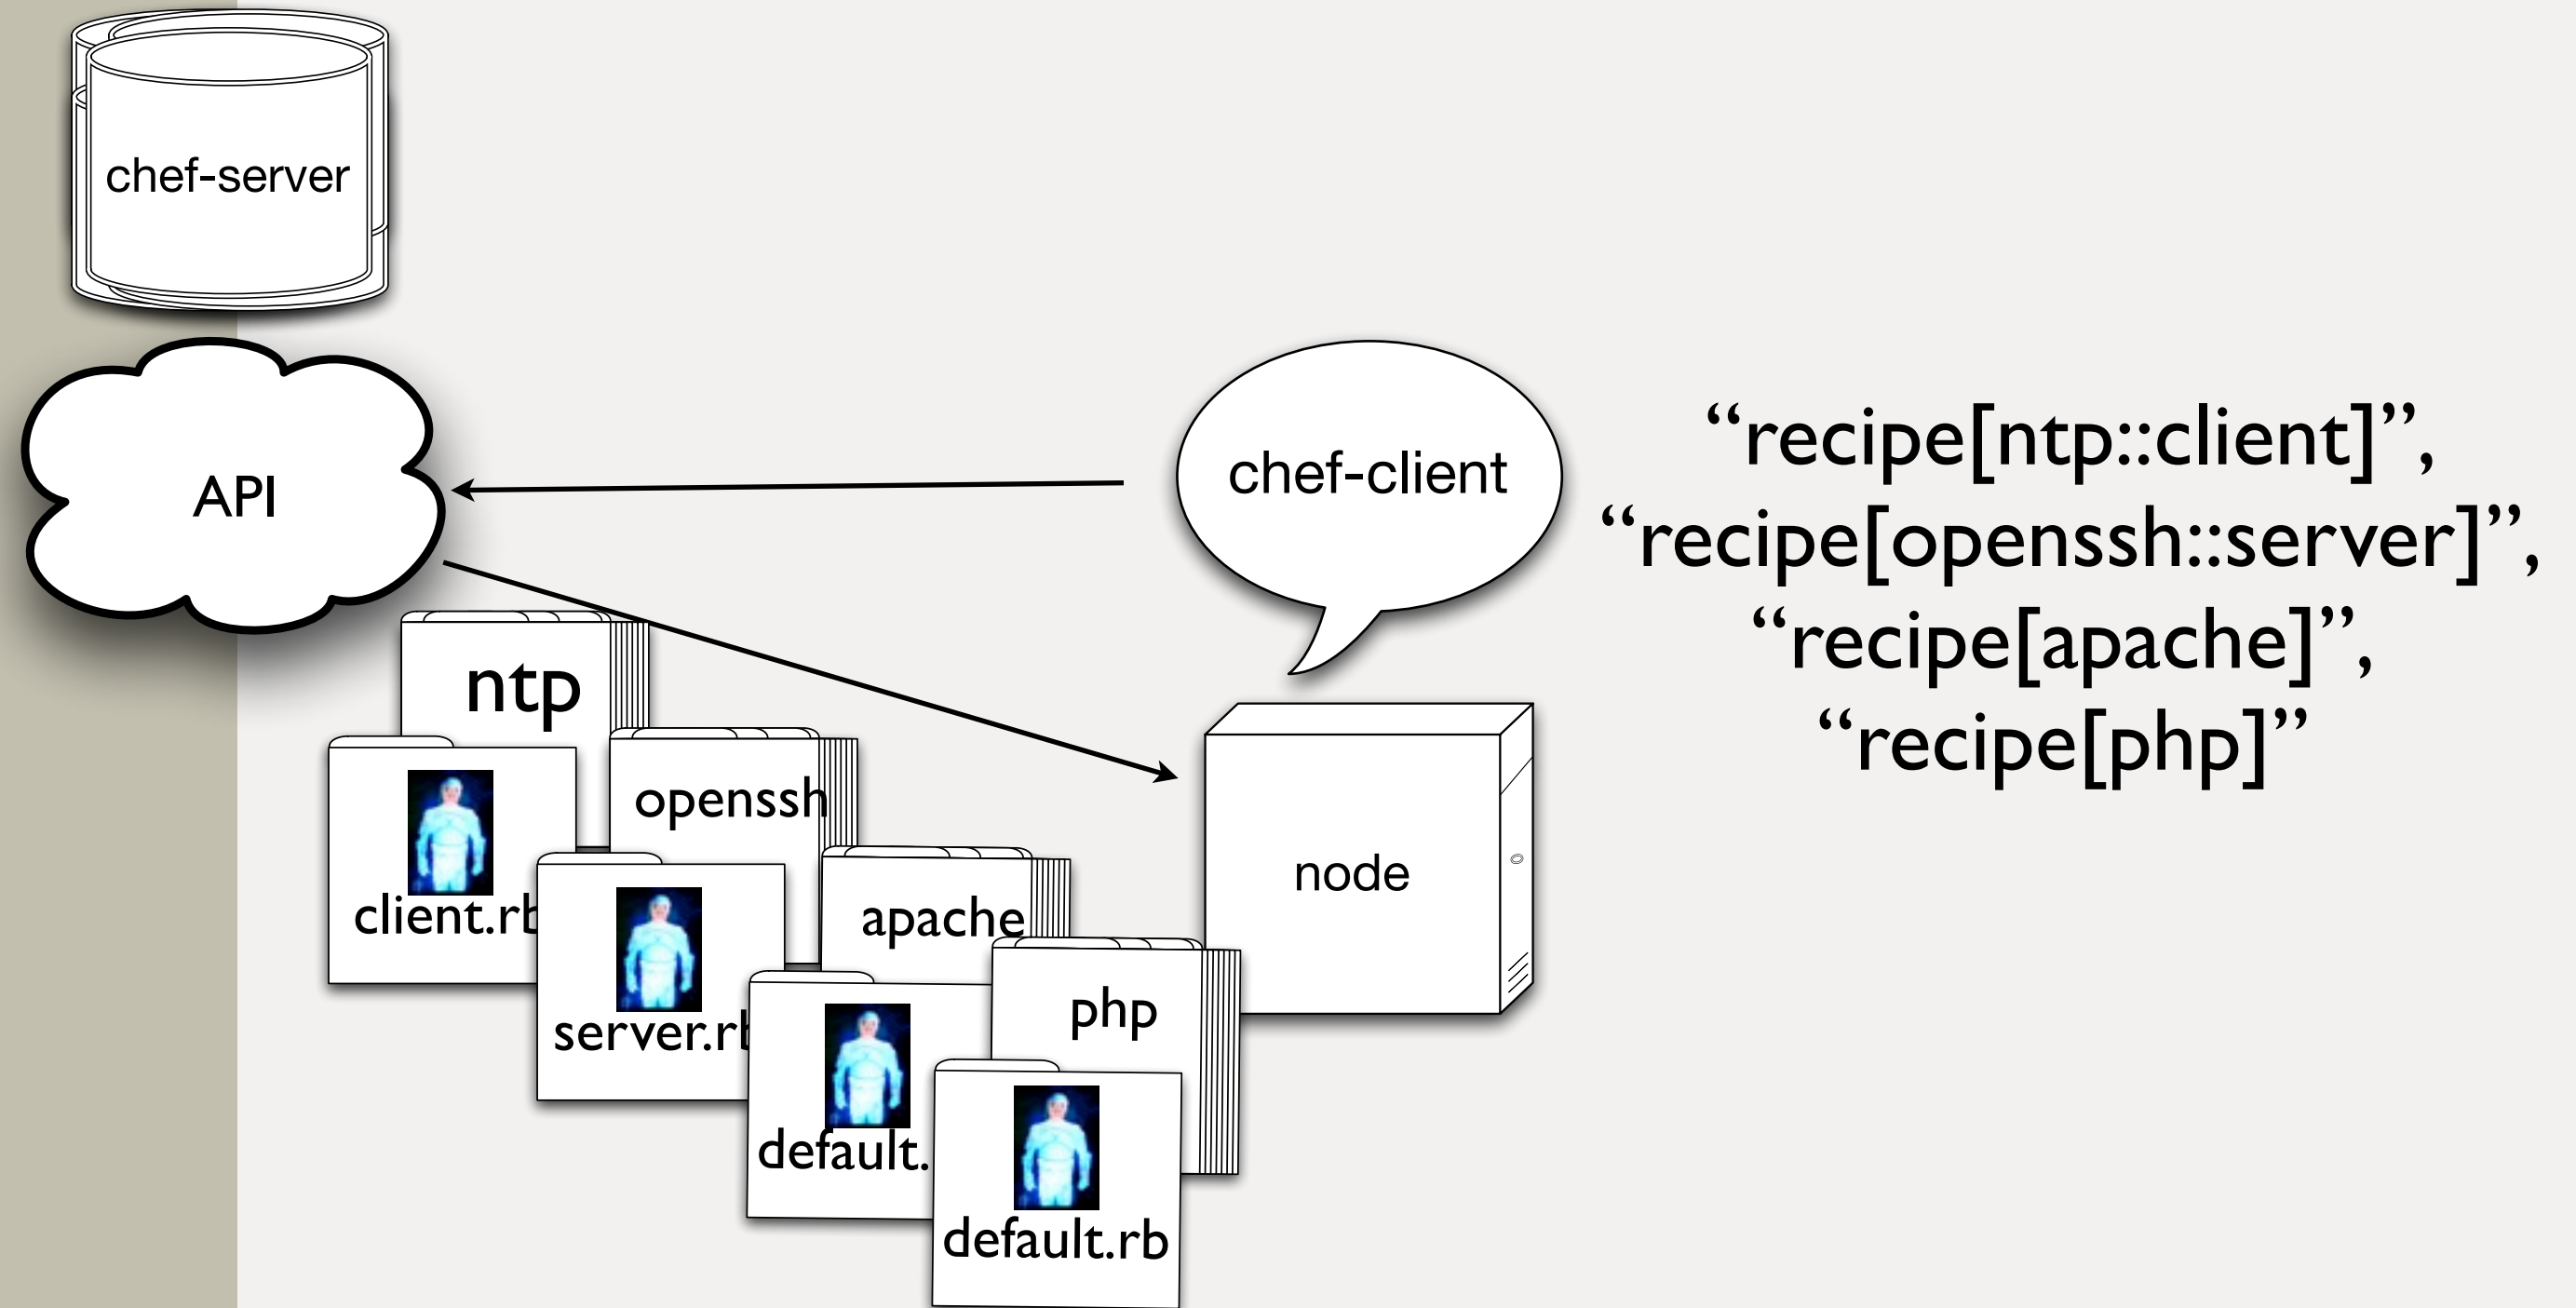 chef-server
API
chef-client
“recipe[ntp::client]”,
“recipe[openssh::server]”,
“recipe[apache]”,
“recipe[php]”
ntp
client.rb
openssh
server.rb
apache
default.
php
default.rb
node